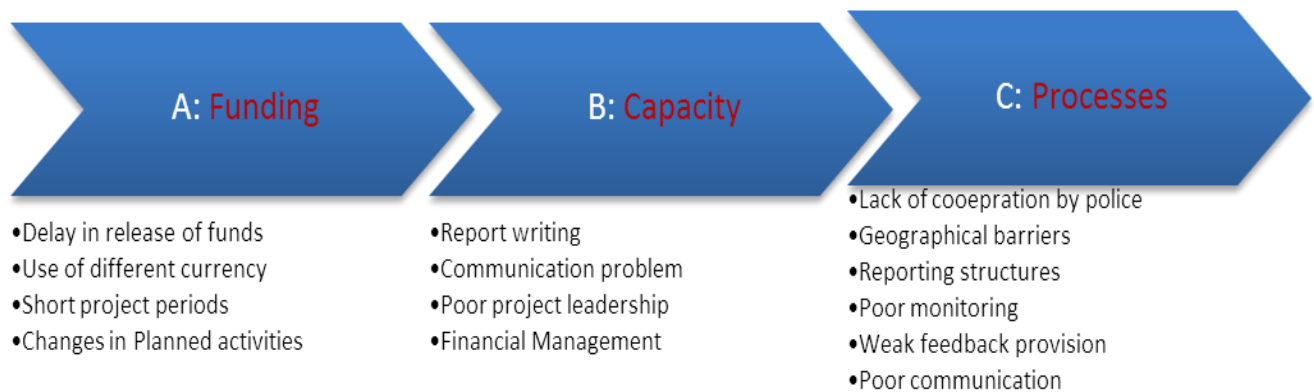 A: Funding
•Delay in release of funds
•Use of different currency
•Short project periods
•Changes in Planned activities
B: Capacity
•Report writing
•Communication problem
•Poor project leadership
•Financial Management
C: Processes
•Lack of cooepration by police
•Geographical barriers
•Reporting structures
•Poor monitoring
•Weak feedback provision
•Poor communication